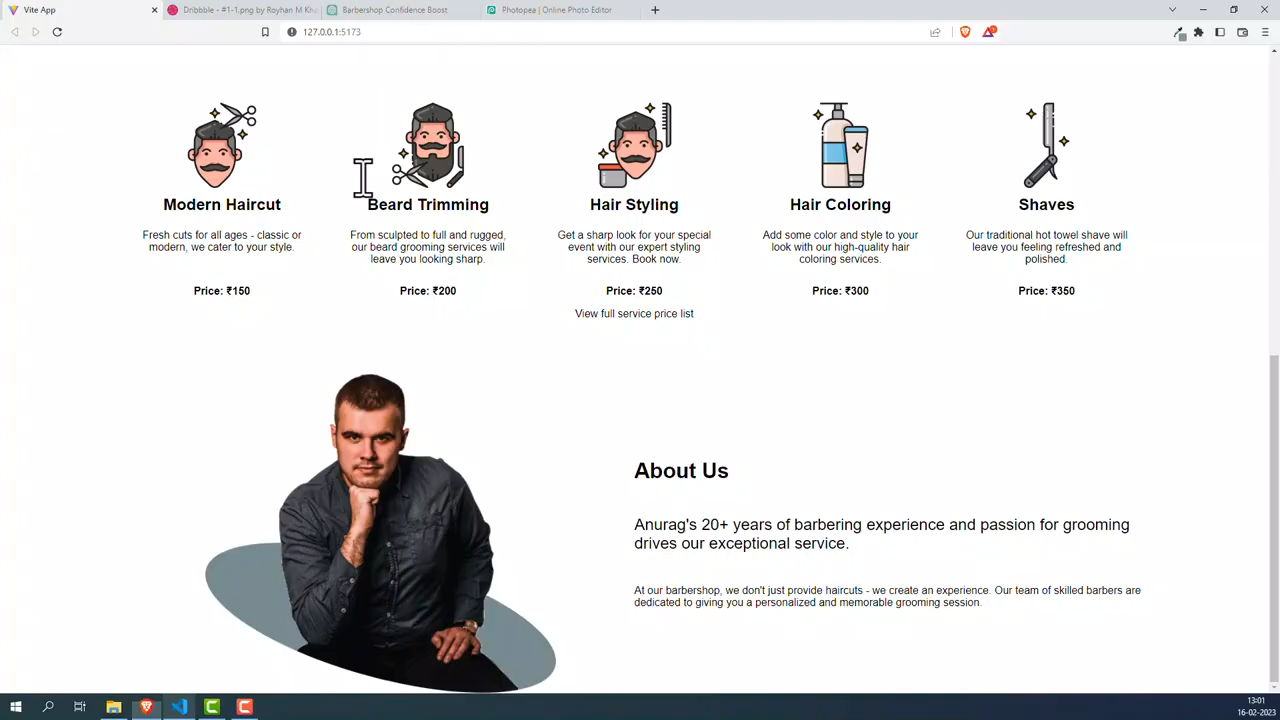 Vite App
Dribbble - #1-1.png by Royhan M Kha
Barbershop Confidence Boost
Photopea | Online Photo Editor
127.0.0.1:5173
Modern Haircut
Fresh cuts for all ages - classic or
modern, we cater to your style.
Price: ₹150
Beard Trimming
From sculpted to full and rugged,
our beard grooming services will
leave you looking sharp.
Price: ₹200
Hair Styling
Get a sharp look for your special
event with our expert styling
services. Book now.
Price: ₹250
Hair Coloring
Add some color and style to your
look with our high-quality hair
coloring services.
Price: ₹300
Shaves
Our traditional hot towel shave will
leave you feeling refreshed and
polished.
Price: ₹350
View full service price list
About Us
Anurag's 20+ years of barbering experience and passion for grooming
drives our exceptional service.
At our barbershop, we don't just provide haircuts - we create an experience. Our team of skilled barbers are
dedicated to giving you a personalized and memorable grooming session.
13:01
16-02-2023